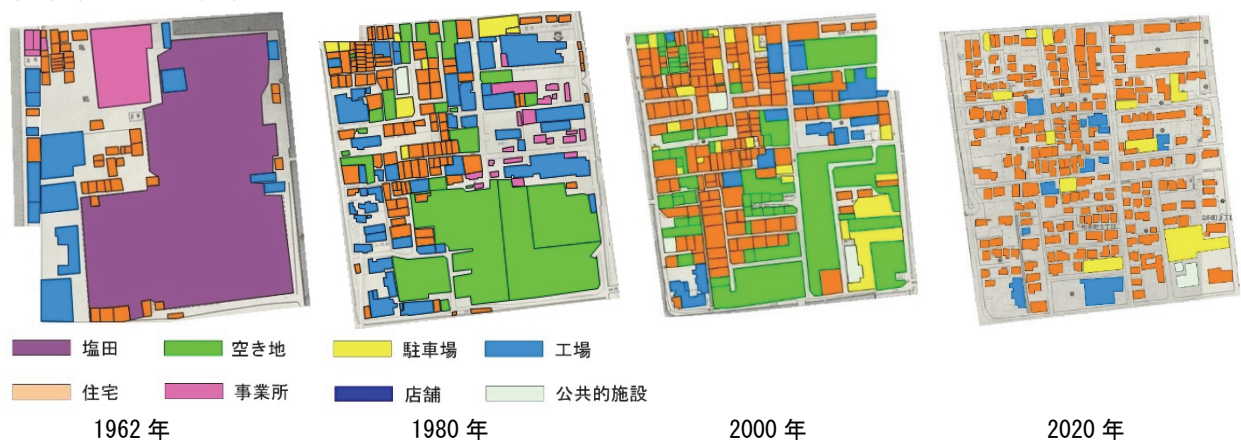 塩田
空き地
駐車場
工場
住宅
事業所
店舗
公共的施設
1962 年
1980 年
2000 年
2020 年